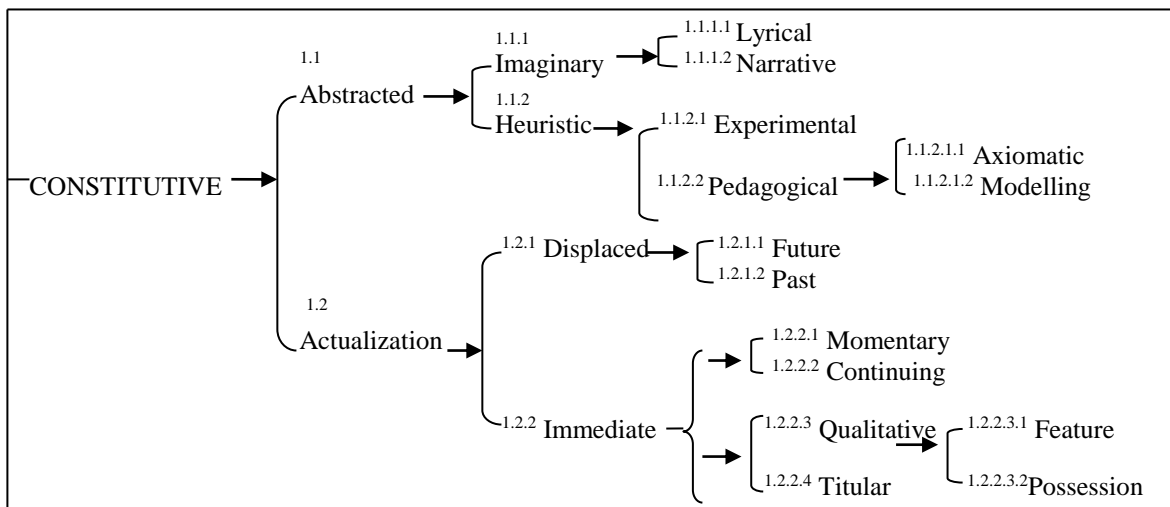 1.1.1.1 Lyrical
1.1.1
Imaginary
1.1.1.2 Narrative
1.1
Abstracted
1.1.2
Heuristic
1.1.2.1 Experimental
1.1.2.1.1 Axiomatic
1.1.2.2 Pedagogical
1.1.2.1.2 Modelling
CONSTITUTIVE
1.2.1 Displaced
1.2.1.1 Future
1.2.1.2 Past
1.2
Actualization
1.2.2.1 Momentary
1.2.2.2 Continuing
1.2.2 Immediate
1.2.2.3 Qualitative
1.2.2.3.1 Feature
1.2.2.4 Titular
1.2.2.3.2 Possession